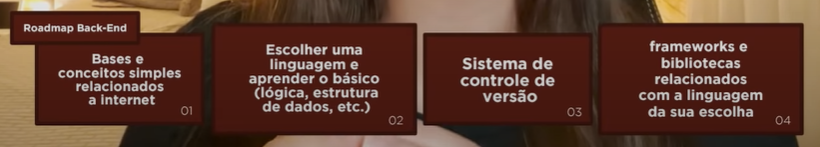 Roadmap Back-End
Bases e
conceitos simples
relacionados
a internet
01
Escolher uma
linguagem e
aprender o básico
(lógica, estrutura
de dados, etc.)
02
Sistema de
controle de
versão
03
frameworks e
bibliotecas
relacionados
com a linguagem
da sua escolha
04